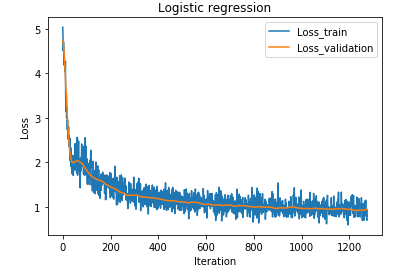 Logistic regression
Loss_train
Loss_validation
5
4
3
2
1
Loss
0
200
400
600
800
1000
1200
Iteration